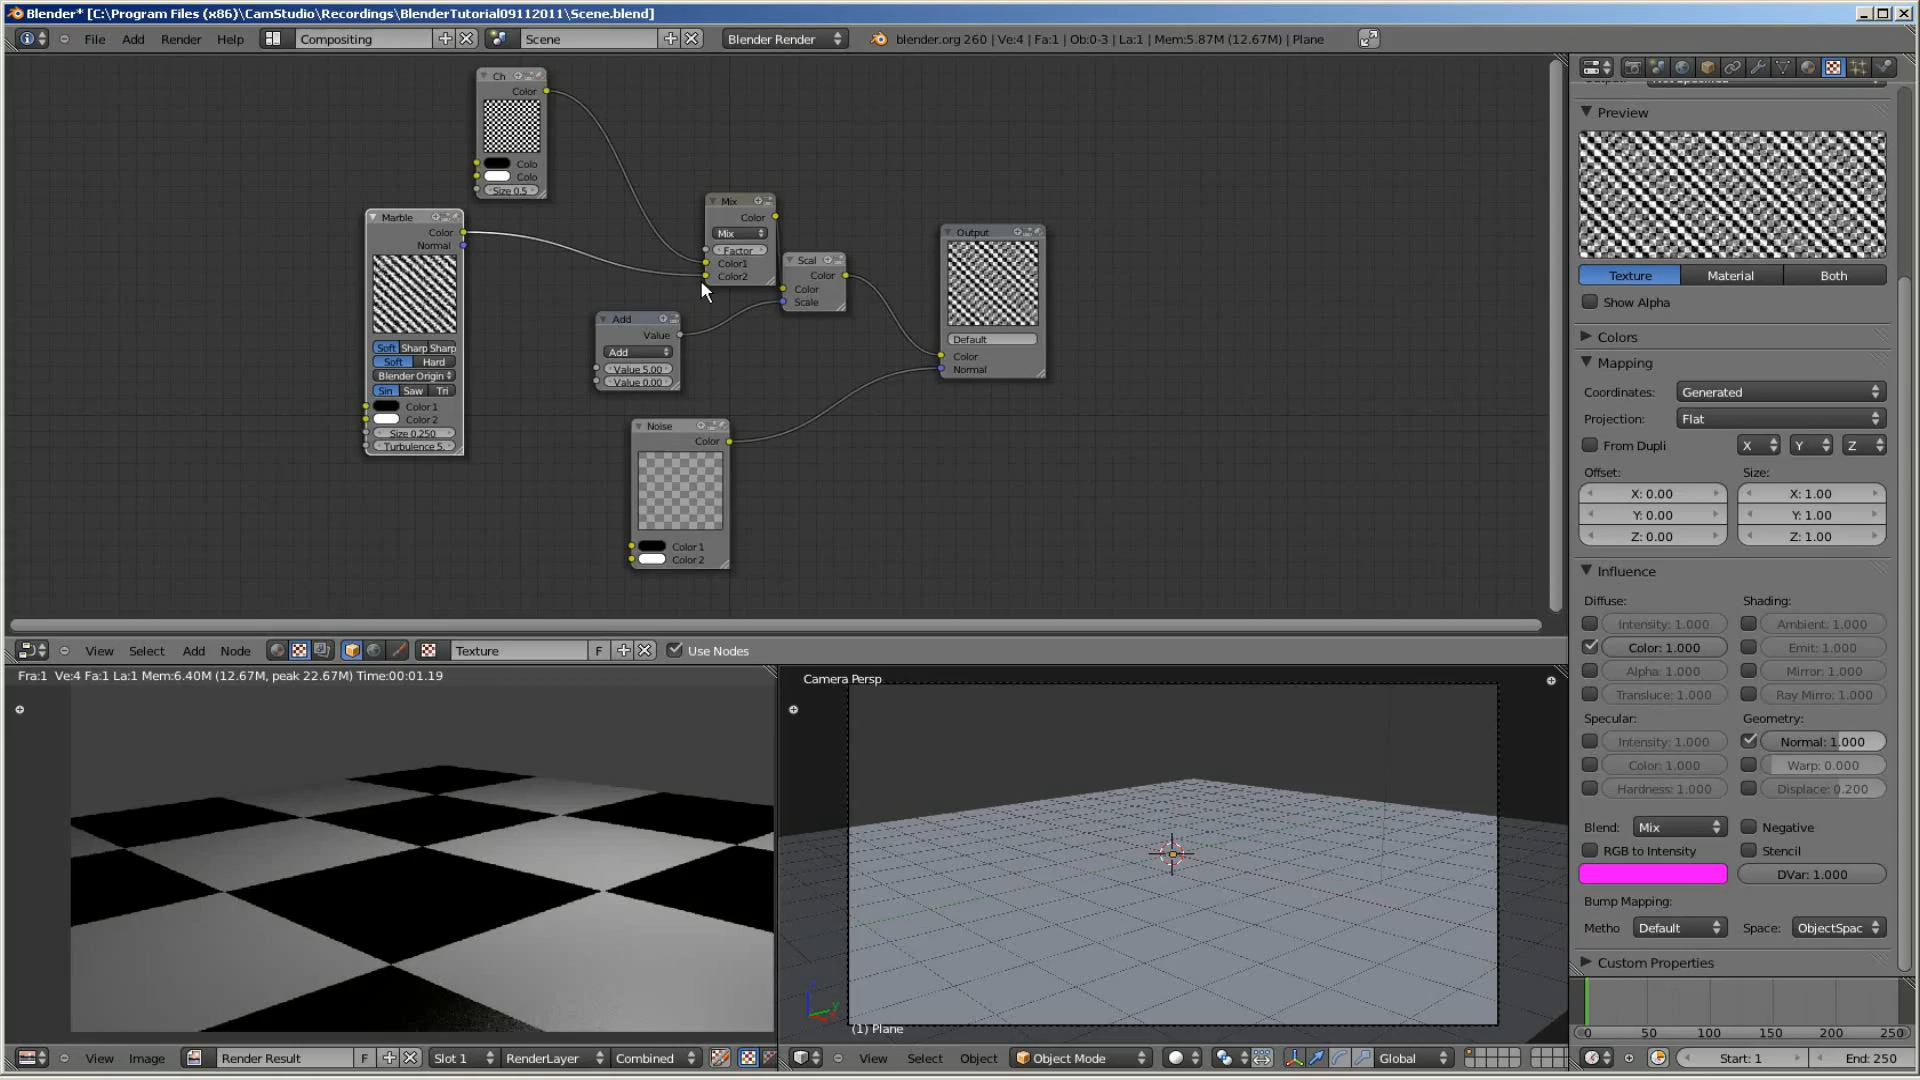 Blender* [C:\Program Files (x86)\CamStudio\Recordings\BlenderTutorial09112011\Scene.blend]
File Add Render Help Compositing Scene Blender Render blender.org 260 | Ve:4 | Fa:1 | Ob:0-3 | La:1 | Mem:5.87M (12.67M) | Plane
Ch
Color
Colo
Colo
Size 0.5
Marble
Color
Normal
Soft Sharp Sharp
Soft Hard
Blender Origin
Sin Saw Tri
Color 1
Color 2
Size 0.250
Turbulence 5.
Mix
Color
Mix
Factor
Color1
Color2
Scal
Color
Color
Scale
Add
Value
Add
Value 5.00
Value 0.00
Noise
Color
Color 1
Color 2
Output
Default
Color
Normal
View Select Add Node Texture F Use Nodes
Fra:1 Ve:4 Fa:1 La:1 Mem:6.40M (12.67M, peak 22.67M) Time:00:01.19
View Image Render Result F Slot 1 RenderLayer Combined
Camera Persp
(1) Plane
View Select Object Object Mode Global
Preview
Texture Material Both
Show Alpha
Colors
Mapping
Coordinates: Generated
Projection: Flat
From Dupli X Y Z
Offset: Size:
X: 0.00 X: 1.00
Y: 0.00 Y: 1.00
Z: 0.00 Z: 1.00
Influence
Diffuse: Shading:
Intensity: 1.000 Ambient: 1.000
Color: 1.000 Emit: 1.000
Alpha: 1.000 Mirror: 1.000
Transluce: 1.000 Ray Mirro: 1.000
Specular: Geometry:
Intensity: 1.000 Normal: 1.000
Color: 1.000 Warp: 0.000
Hardness: 1.000 Displace: 0.200
Blend: Mix Negative
RGB to Intensity Stencil
DVar: 1.000
Bump Mapping:
Metho Default Space: ObjectSpac
Custom Properties
0 50 100 150 200 250
Start: 1 End: 250